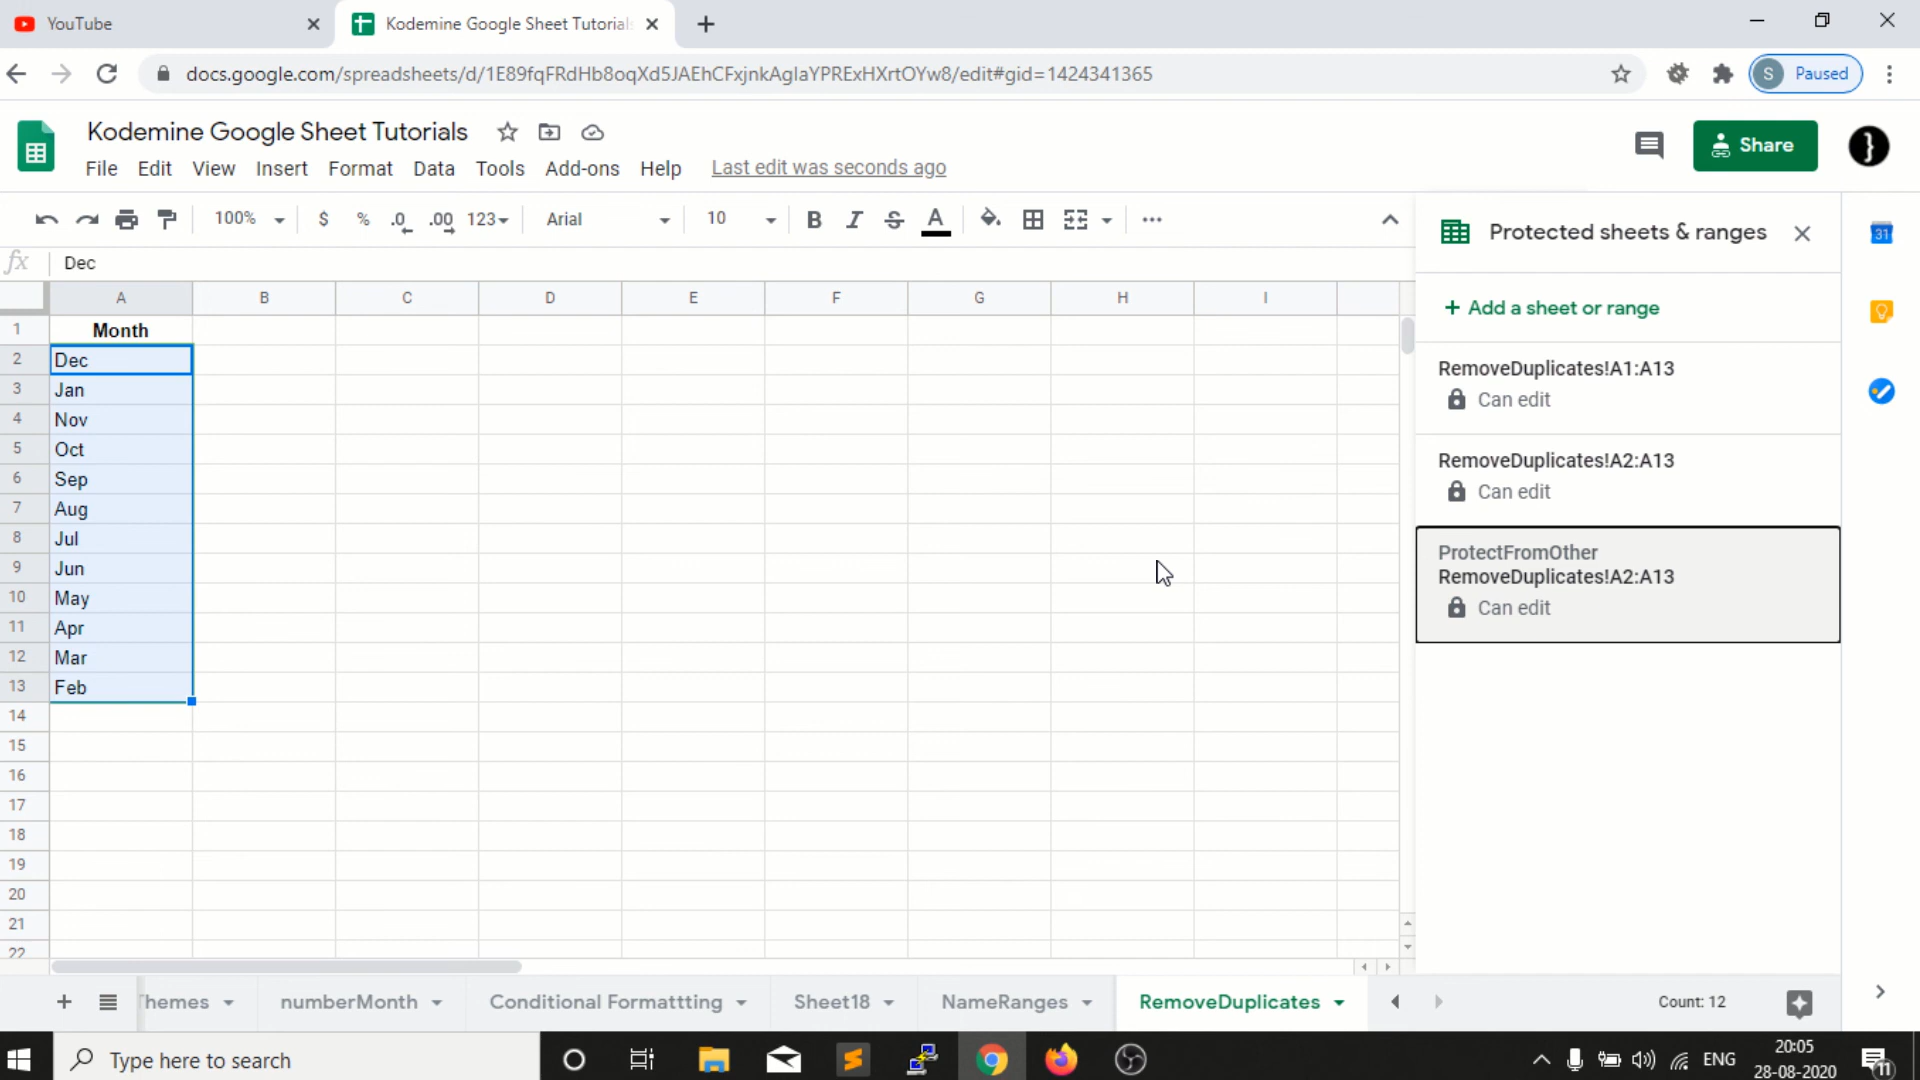 YouTube
Kodemine Google Sheet Tutorials
docs.google.com/spreadsheets/d/1E89fqFRdHb8oqXd5JAEhCFxjnkAglaYPRExHXrtOYw8/edit#gid=1424341365
S Paused
Kodemine Google Sheet Tutorials
File Edit View Insert Format Data Tools Add-ons Help Last edit was seconds ago
Share
100% $ % .0 .00 123 Arial 10 B I S A
Protected sheets & ranges
31
fx Dec
A B C D E F G H I
+ Add a sheet or range
1 Month
2 Dec
3 Jan
4 Nov
5 Oct
6 Sep
7 Aug
8 Jul
9 Jun
10 May
11 Apr
12 Mar
13 Feb
14
15
16
17
18
19
20
21
22
RemoveDuplicates!A1:A13
Can edit
RemoveDuplicates!A2:A13
Can edit
ProtectFromOther
RemoveDuplicates!A2:A13
Can edit
Themes numberMonth Conditional Formattting Sheet18 NameRanges RemoveDuplicates Count: 12
Type here to search
ENG
20:05
28-08-2020
11